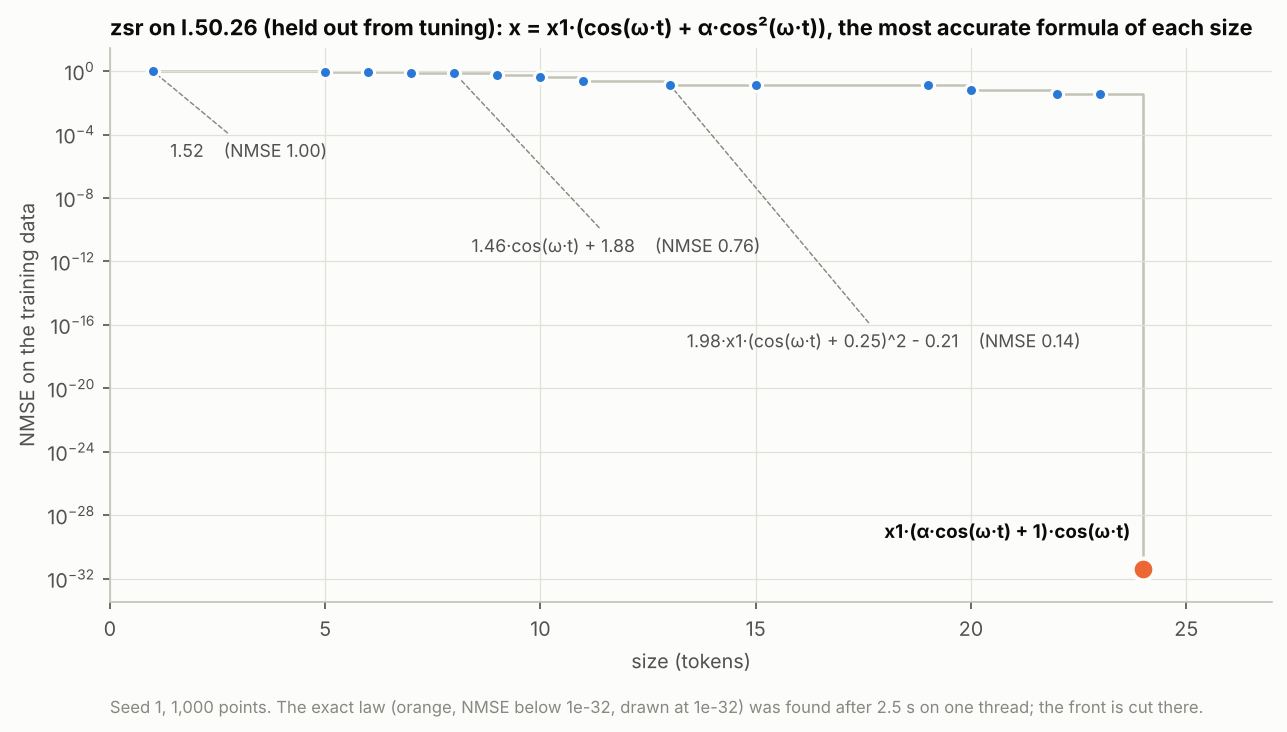 zsr on I.50.26 (held out from tuning): x = x1·(cos(ω·t) + α·cos²(ω·t)), the most accurate formula of each size
NMSE on the training data
10⁰
10⁻⁴
10⁻⁸
10⁻¹²
10⁻¹⁶
10⁻²⁰
10⁻²⁴
10⁻²⁸
10⁻³²
1.52 (NMSE 1.00)
1.46·cos(ω·t) + 1.88 (NMSE 0.76)
1.98·x1·(cos(ω·t) + 0.25)^2 - 0.21 (NMSE 0.14)
x1·(α·cos(ω·t) + 1)·cos(ω·t)
0 5 10 15 20 25
size (tokens)
Seed 1, 1,000 points. The exact law (orange, NMSE below 1e-32, drawn at 1e-32) was found after 2.5 s on one thread; the front is cut there.